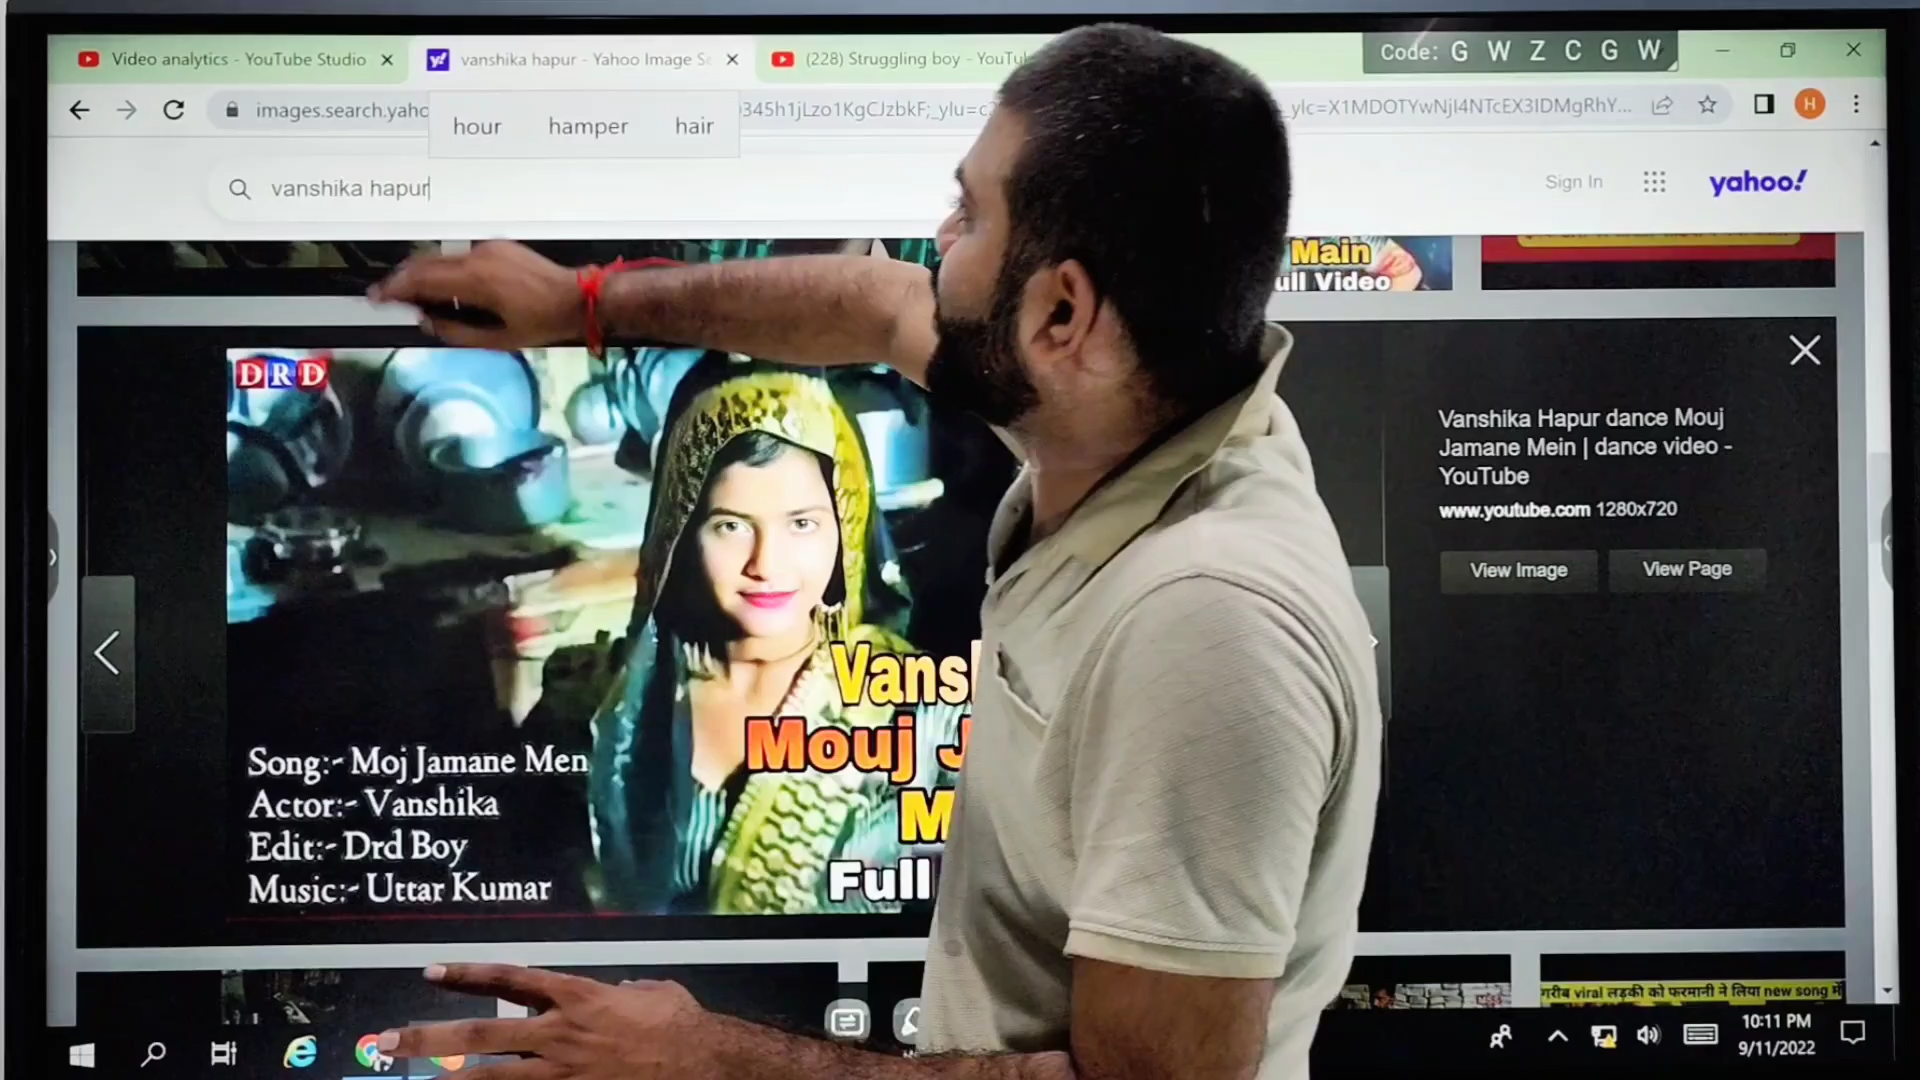 Video analytics - YouTube Studio
vanshika hapur - Yahoo Image Se
(228) Struggling boy - YouTu
Code: G W Z C G W
images.search.yaho
345h1jLzo1KgCJzbkF;_ylu=c
_ylc=X1MDOTYwNjI4NTcEX3IDMgRhY...
H
hour hamper hair
vanshika hapur
Sign In
yahoo!
Main
ull Video
DRD
Vansh
Mouj J
M
Full
Song:- Moj Jamane Men
Actor:- Vanshika
Edit:- Drd Boy
Music:- Uttar Kumar
Vanshika Hapur dance Mouj
Jamane Mein | dance video -
YouTube
www.youtube.com 1280x720
View Image View Page
गरीब viral लड़की को फरमानी ने लिया new song में
10:11 PM
9/11/2022